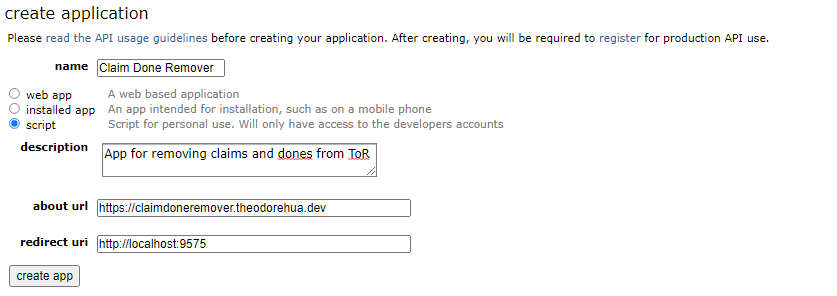 create application
Please read the API usage guidelines before creating your application. After creating, you will be required to register for production API use.
name Claim Done Remover
web app A web based application
installed app An app intended for installation, such as on a mobile phone
script Script for personal use. Will only have access to the developers accounts
description App for removing claims and dones from ToR
about url https://claimdoneremover.theodorehua.dev
redirect uri http://localhost:9575
create app